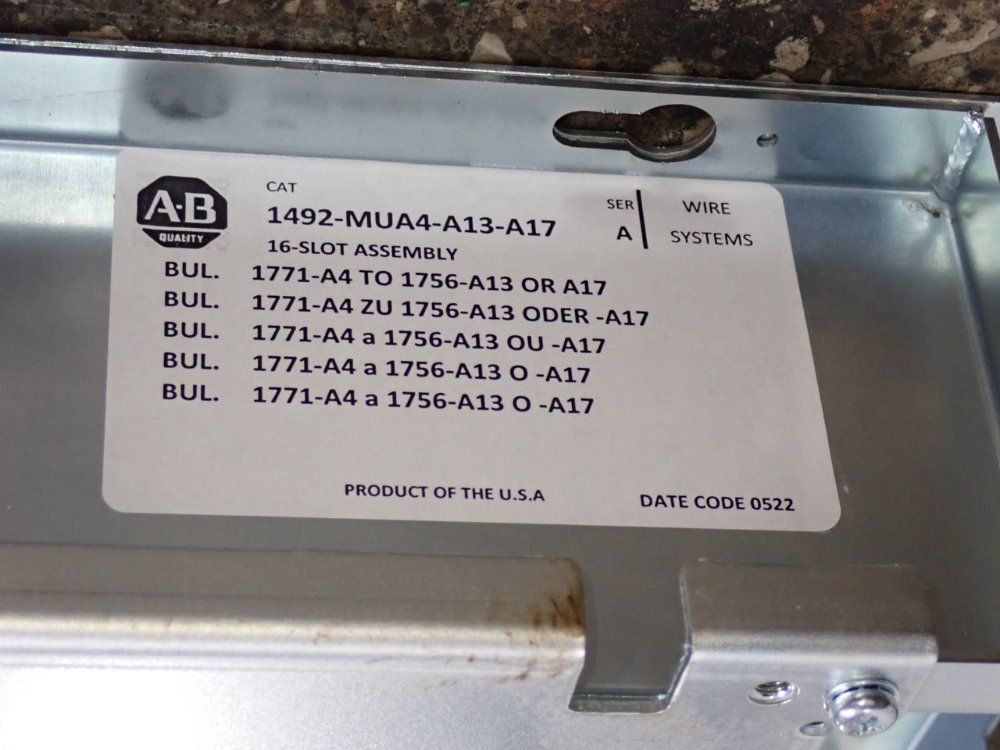 A-B
QUALITY
CAT
1492-MUA4-A13-A17
16-SLOT ASSEMBLY
SER
A
WIRE
SYSTEMS
BUL. 1771-A4 TO 1756-A13 OR A17
BUL. 1771-A4 ZU 1756-A13 ODER -A17
BUL. 1771-A4 a 1756-A13 OU -A17
BUL. 1771-A4 a 1756-A13 O -A17
BUL. 1771-A4 a 1756-A13 O -A17
PRODUCT OF THE U.S.A
DATE CODE 0522